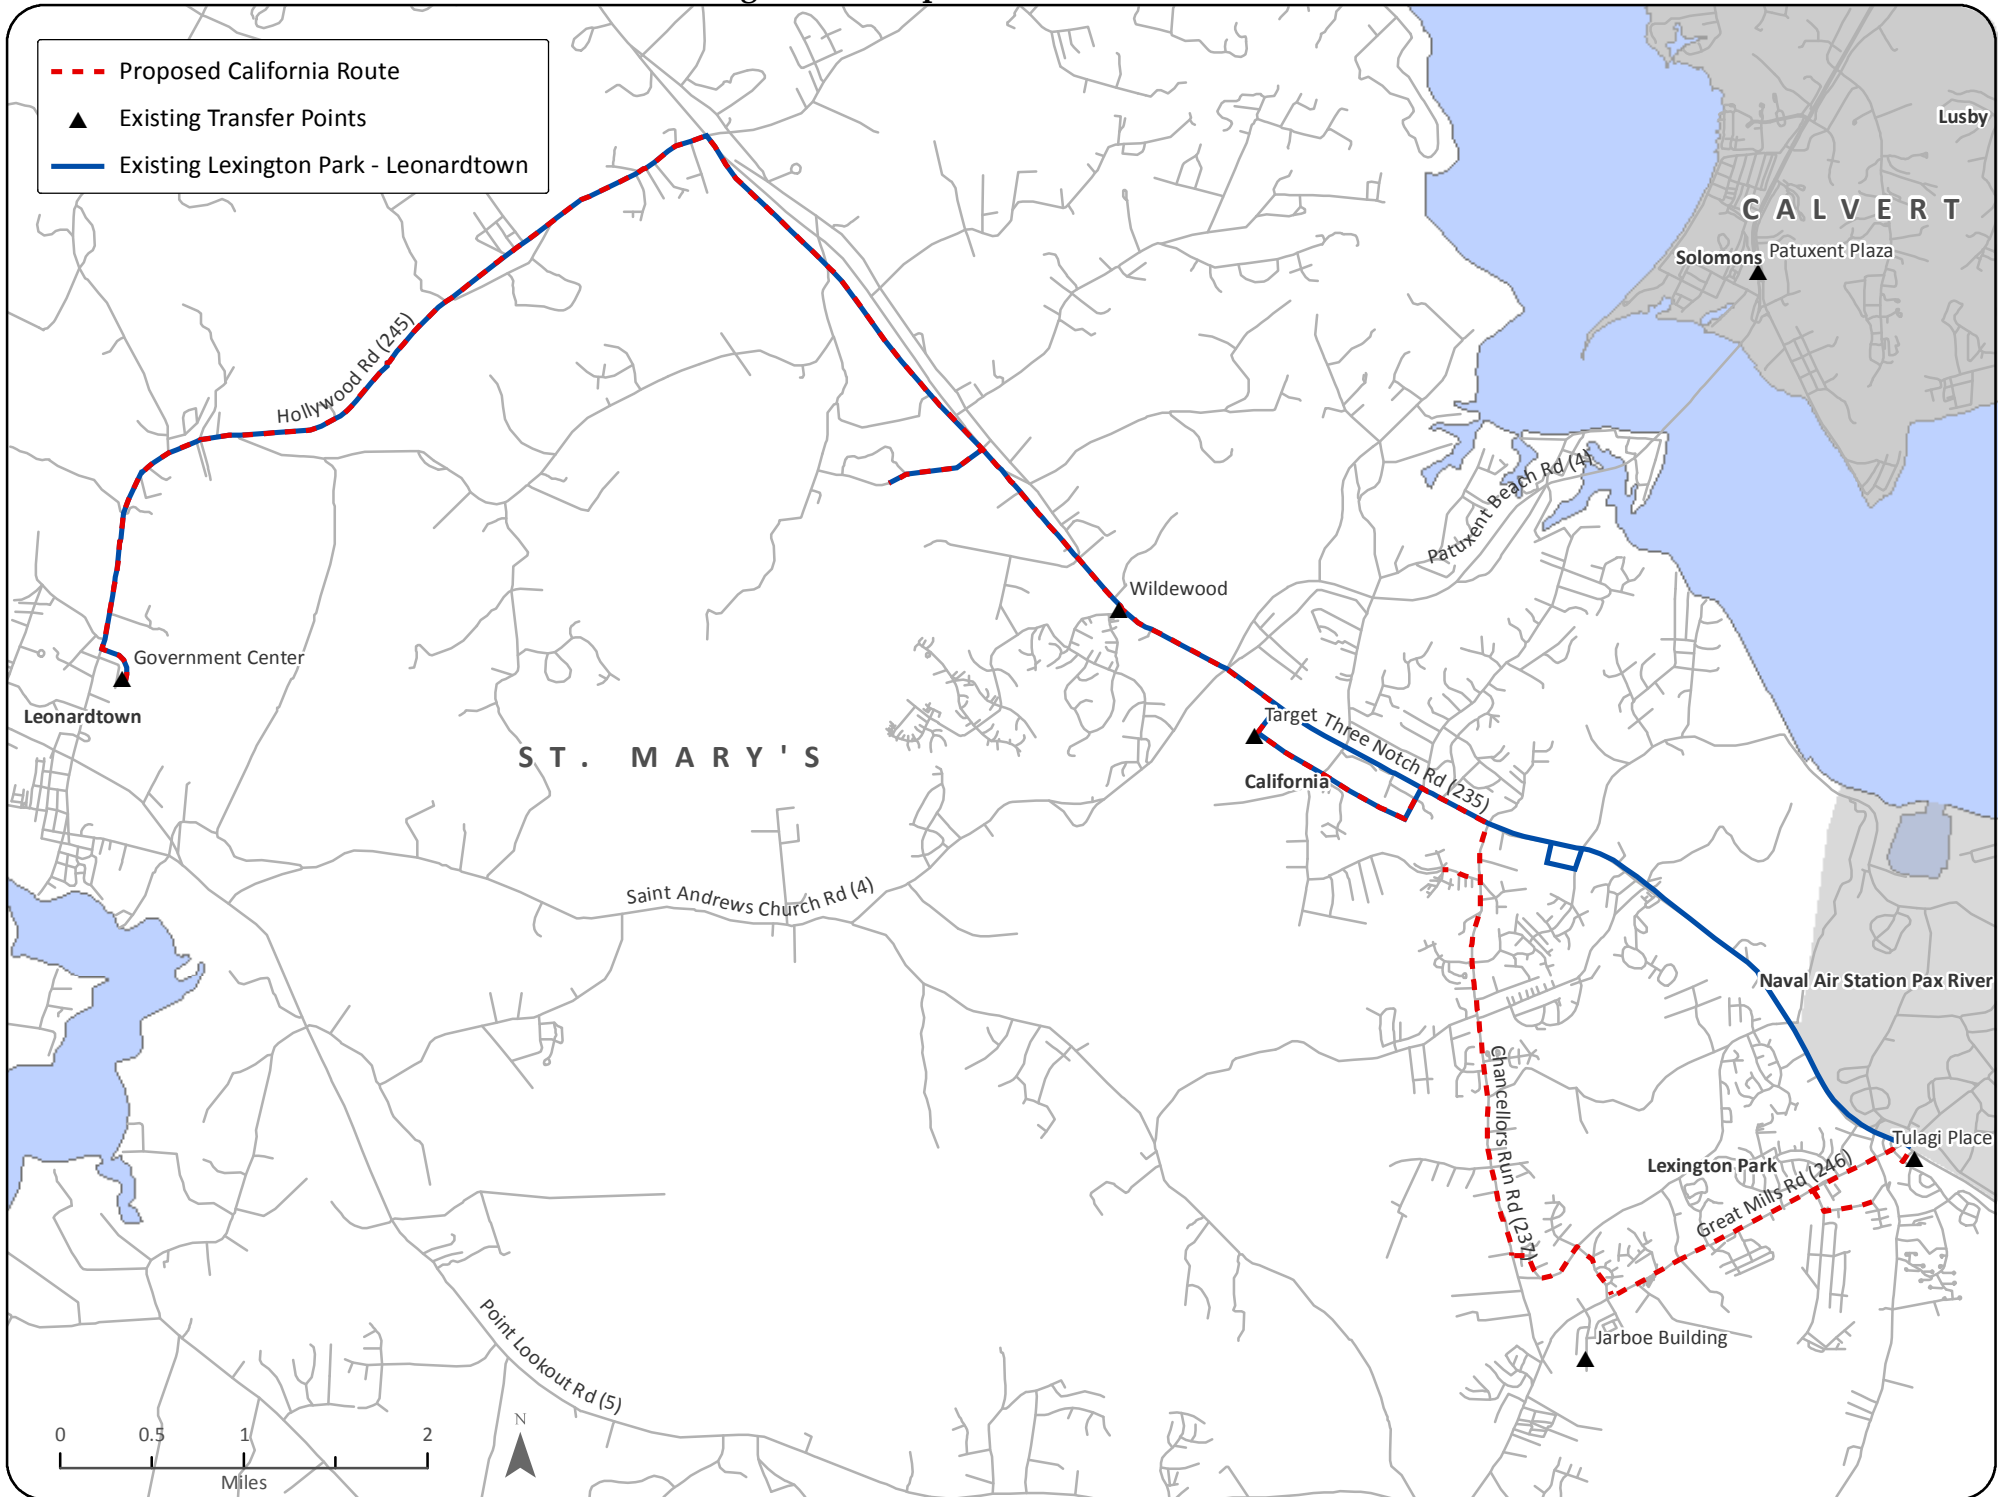 Proposed California Route
Existing Transfer Points
Existing Lexington Park - Leonardtown
Lusby
CALVERT
Solomons
Patuxent Plaza
Hollywood Rd (245)
Patuxent Beach Rd (4)
Wildewood
Government Center
Leonardtown
Target
Three Notch Rd (235)
ST. MARY'S
California
Saint Andrews Church Rd (4)
Naval Air Station Pax River
Chancellors Run Rd (237)
Tulagi Place
Lexington Park
Great Mills Rd (246)
Jarboe Building
Point Lookout Rd (5)
N
0 0.5 1 2
Miles